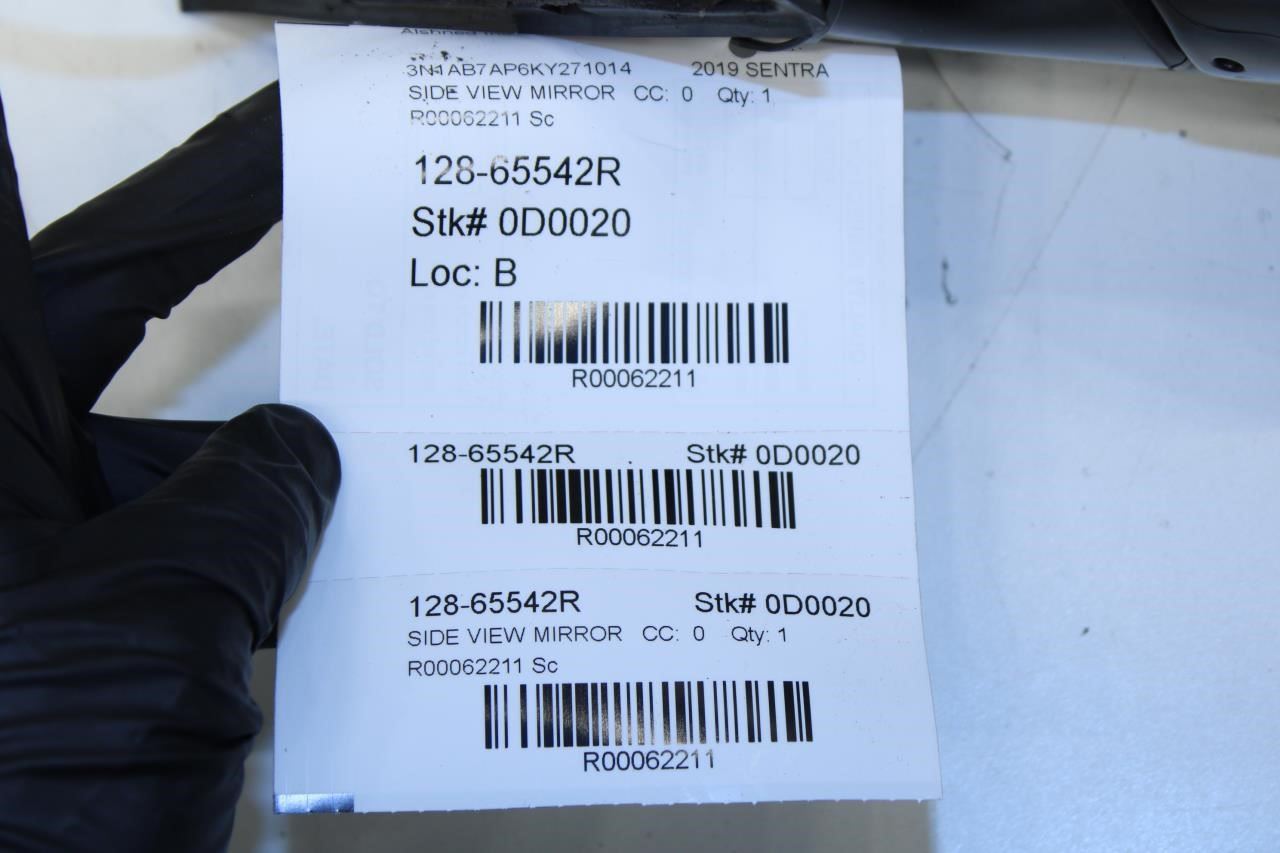 3N1AB7AP6KY271014 2019 SENTRA
SIDE VIEW MIRROR CC: 0 Qty: 1
R00062211 Sc
128-65542R
Stk# 0D0020
Loc: B
R00062211
128-65542R Stk# 0D0020
R00062211
128-65542R Stk# 0D0020
SIDE VIEW MIRROR CC: 0 Qty: 1
R00062211 Sc
R00062211